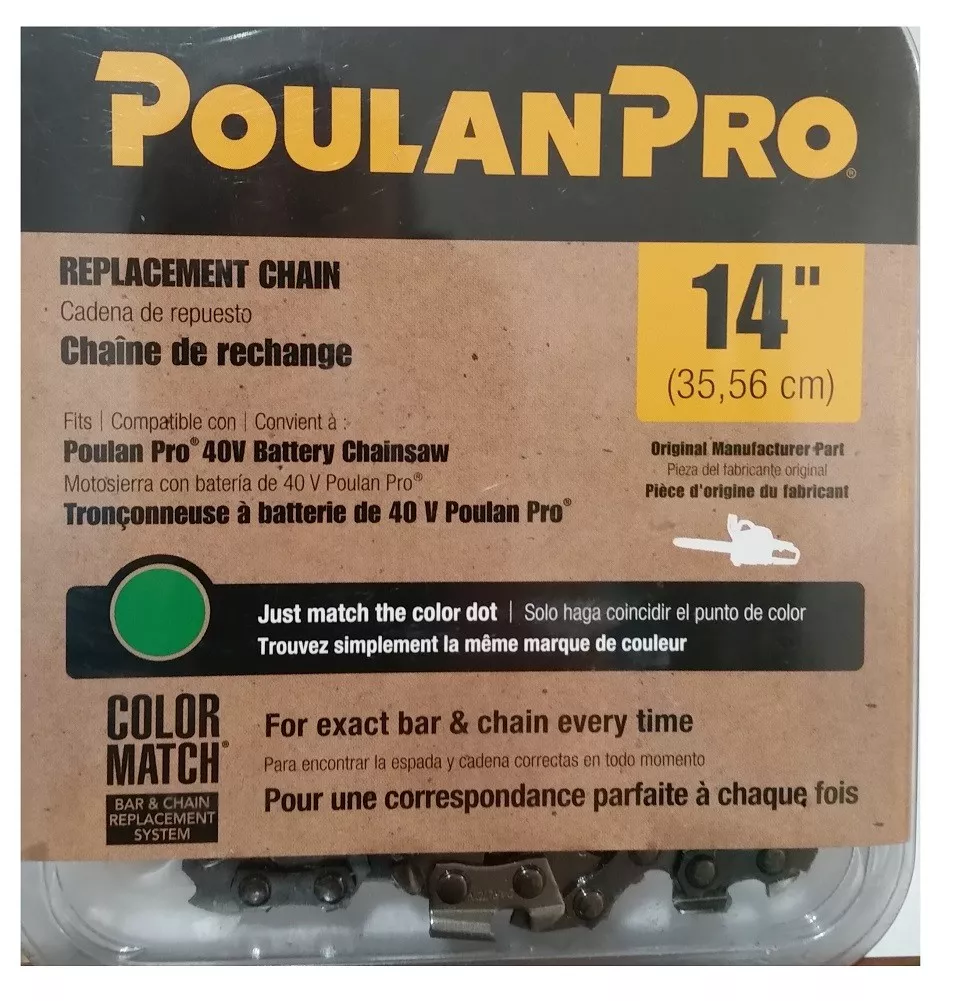 POULAN PRO®
REPLACEMENT CHAIN
Cadena de repuesto
Chaîne de rechange
14"
(35,56 cm)
Fits | Compatible con | Convient à :
Poulan Pro® 40V Battery Chainsaw
Motosierra con batería de 40 V Poulan Pro®
Tronçonneuse à batterie de 40 V Poulan Pro®
Original Manufacturer Part
Pieza del fabricante original
Pièce d'origine du fabricant
Just match the color dot | Solo haga coincidir el punto de color
Trouvez simplement la même marque de couleur
COLOR
MATCH®
BAR & CHAIN
REPLACEMENT
SYSTEM
For exact bar & chain every time
Para encontrar la espada y cadena correctas en todo momento
Pour une correspondance parfaite à chaque fois